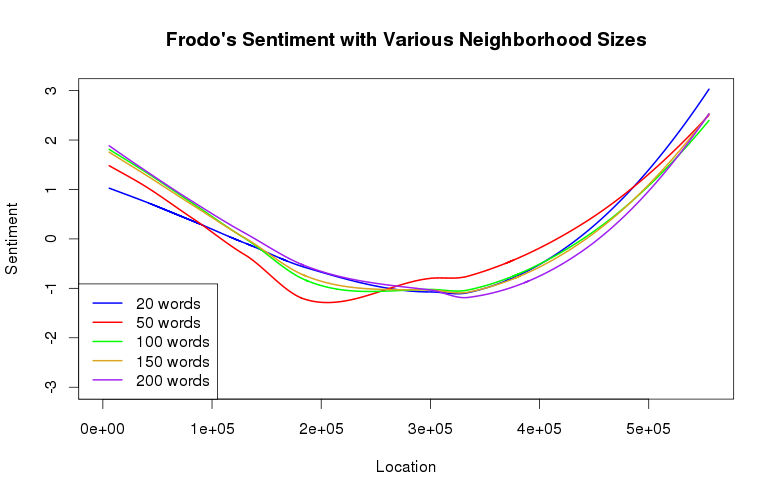 Frodo's Sentiment with Various Neighborhood Sizes
Sentiment
3
2
1
0
-1
-2
-3
20 words
50 words
100 words
150 words
200 words
0e+00 1e+05 2e+05 3e+05 4e+05 5e+05
Location